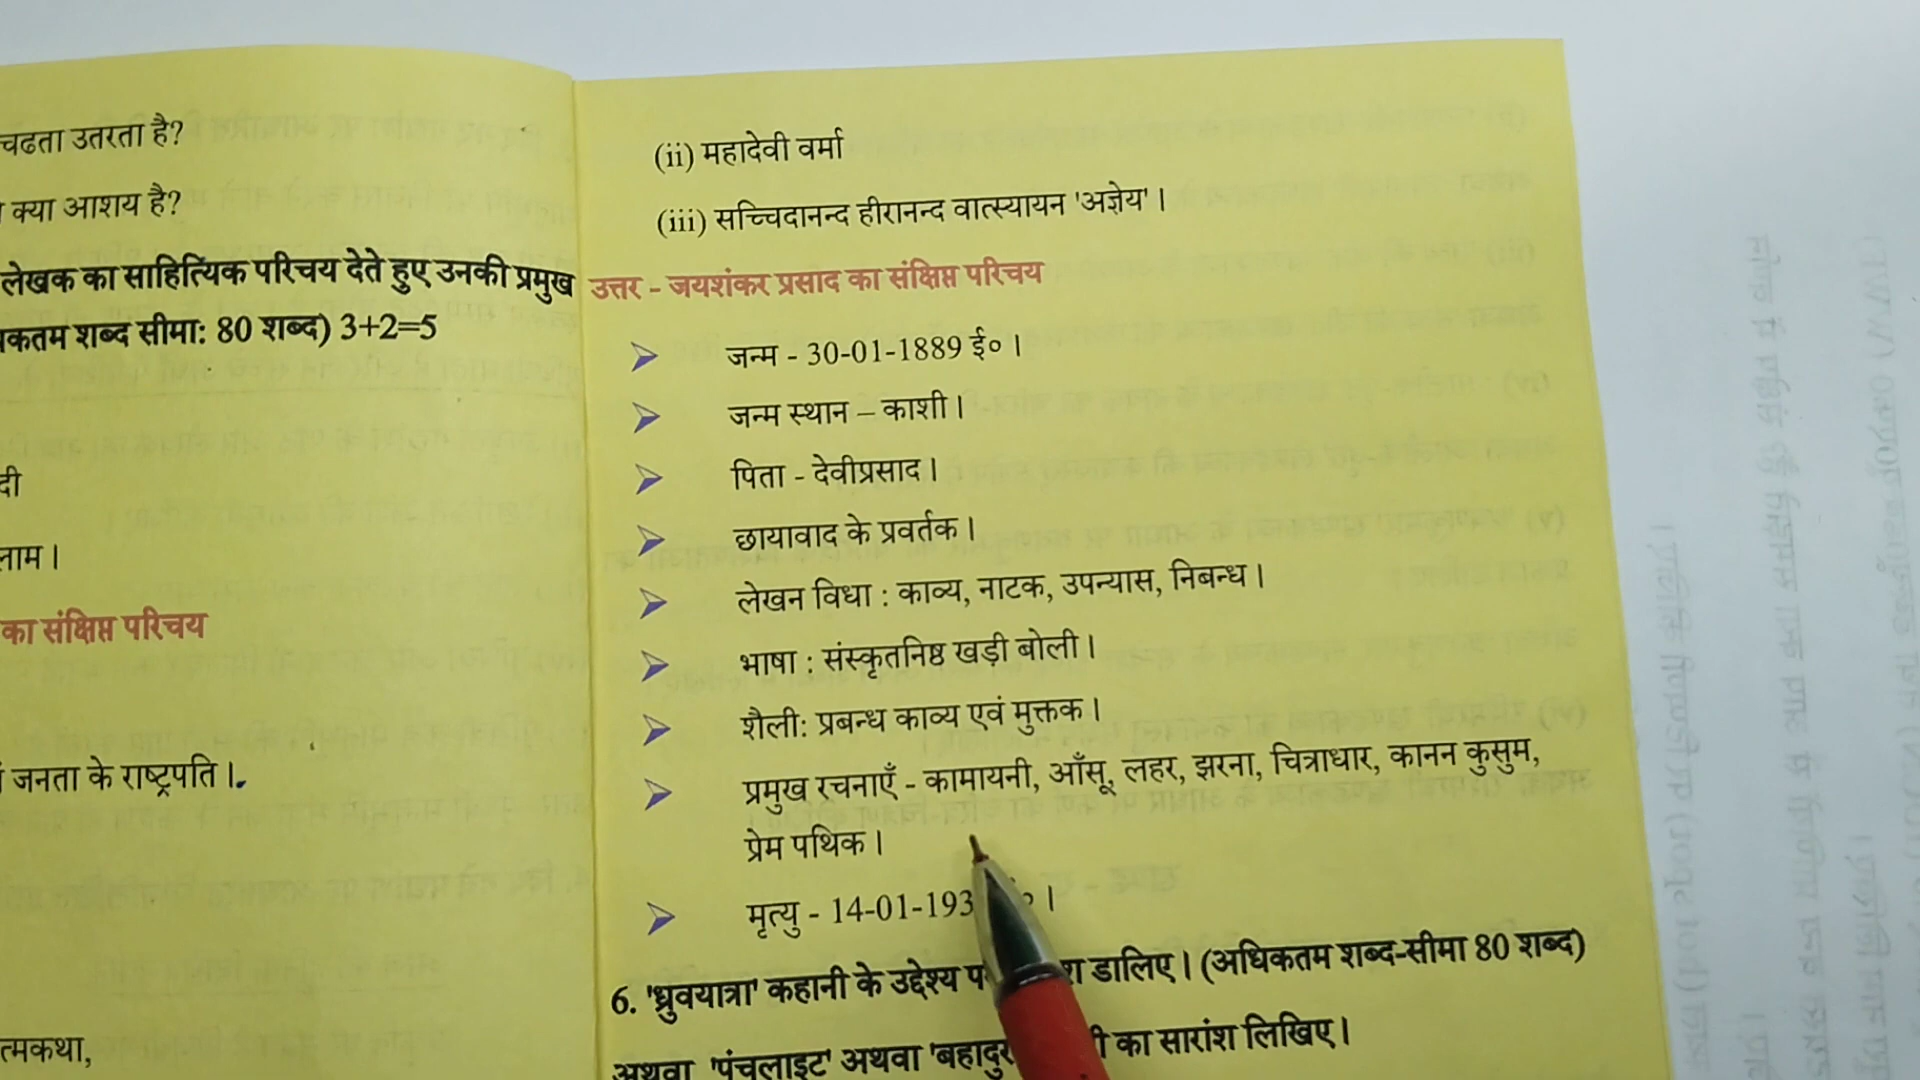 चढता उतरता है?
क्या आशय है?
लेखक का साहित्यिक परिचय देते हुए उनकी प्रमुख
शब्द सीमा: 80 शब्द) 3+2=5
का संक्षिप्त परिचय
जनता के राष्ट्रपति ।
(ii) महादेवी वर्मा
(iii) सच्चिदानन्द हीरानन्द वात्स्यायन 'अज्ञेय' ।
उत्तर - जयशंकर प्रसाद का संक्षिप्त परिचय
जन्म - 30-01-1889 ई० ।
जन्म स्थान – काशी ।
पिता - देवीप्रसाद ।
छायावाद के प्रवर्तक ।
लेखन विधा : काव्य, नाटक, उपन्यास, निबन्ध ।
भाषा : संस्कृतनिष्ठ खड़ी बोली ।
शैली: प्रबन्ध काव्य एवं मुक्तक ।
प्रमुख रचनाएँ - कामायनी, आँसू, लहर, झरना, चित्राधार, कानन कुसुम,
प्रेम पथिक ।
मृत्यु - 14-01-193
6. 'ध्रुवयात्रा' कहानी के उद्देश्य डालिए । (अधिकतम शब्द-सीमा 80 शब्द)
अथवा 'पंचलाइट' अथवा का सारांश लिखिए ।